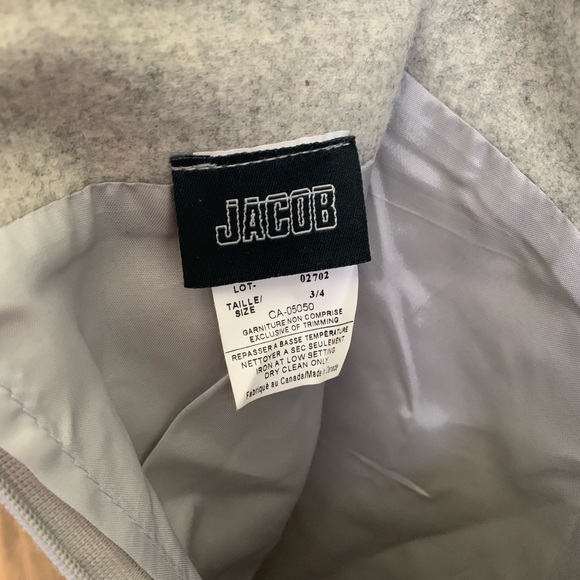 JACOB
LOT- 02702
TAILLE/ 3/4
SIZE
CA-05050
GARNITURE NON COMPRISE
EXCLUSIVE OF TRIMMING
REPASSER A BASSE TEMPÉRATURE
NETTOYER A SEC SEULEMENT
IRON AT LOW SETTING
DRY CLEAN ONLY
Fabriqué au Canada/Made in Canada